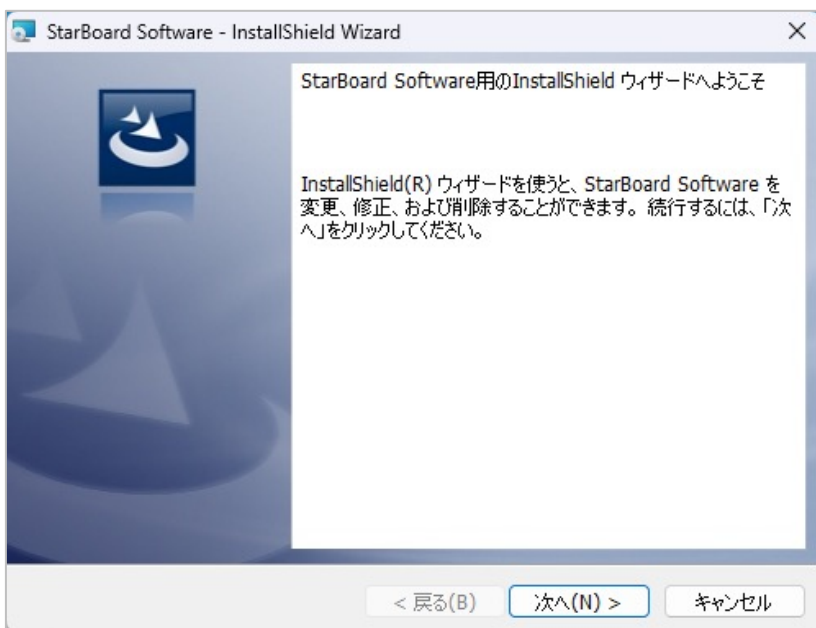 StarBoard Software - InstallShield Wizard
StarBoard Software用のInstallShield ウィザードへようこそ
InstallShield(R) ウィザードを使うと、StarBoard Software を
変更、修正、および削除することができます。続行するには、「次
へ」をクリックしてください。
< 戻る(B)
次へ(N) >
キャンセル